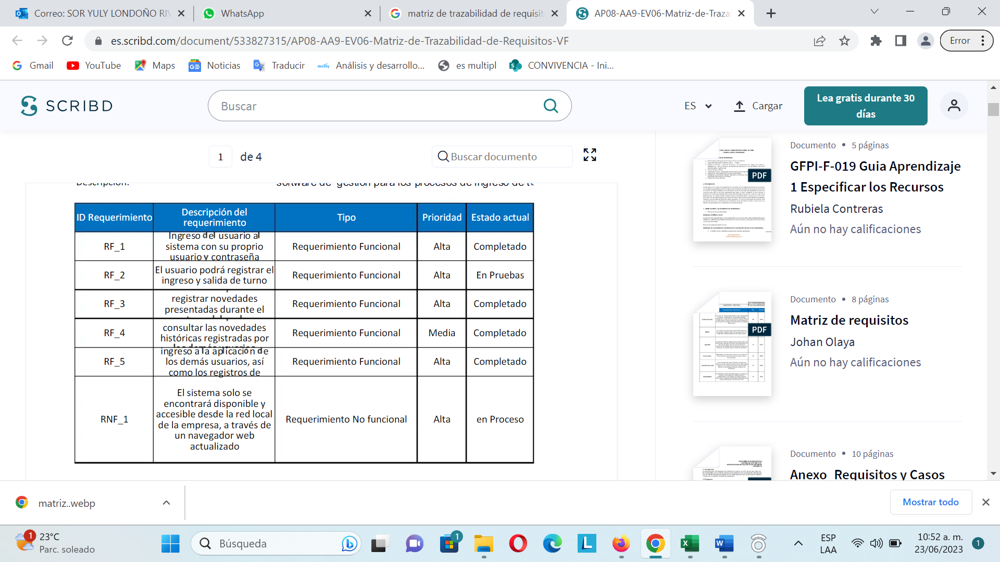 Correo: SOR YULY LONDOÑO RI
WhatsApp
matriz de trazabilidad de requisit
AP08-AA9-EV06-Matriz-de-Traza
es.scribd.com/document/533827315/AP08-AA9-EV06-Matriz-de-Trazabilidad-de-Requisitos-VF
Error
Gmail
YouTube
Maps
Noticias
Traducir
docsity
Análisis y desarrollo...
es multipl
CONVIVENCIA - Ini...
SCRIBD
Buscar
ES
Cargar
Lea gratis durante 30
días
1 de 4
Buscar documento
Descripción:
software de gestión para los procesos de ingreso de
ID Requerimiento
Descripción del
requerimiento
Tipo
Prioridad
Estado actual
RF_1
Ingreso del usuario al
sistema con su proprio
usuario y contraseña
Requerimiento Funcional
Alta
Completado
RF_2
El usuario podrá registrar el
ingreso y salida de turno
Requerimiento Funcional
Alta
En Pruebas
RF_3
registrar novedades
presentadas durante el
Requerimiento Funcional
Alta
Completado
RF_4
consultar las novedades
históricas registradas por
los demás usuarios
Requerimiento Funcional
Media
Completado
RF_5
ingreso a la aplicación de
los demás usuarios, así
como los registros de
Requerimiento Funcional
Alta
Completado
RNF_1
El sistema solo se
encontrará disponible y
accesible desde la red local
de la empresa, a través de
un navegador web
actualizado
Requerimiento No funcional
Alta
en Proceso
Documento • 5 páginas
GFPI-F-019 Guia Aprendizaje
1 Especificar los Recursos
Rubiela Contreras
Aún no hay calificaciones
PDF
Documento • 8 páginas
Matriz de requisitos
Johan Olaya
Aún no hay calificaciones
PDF
Documento • 10 páginas
Anexo_Requisitos y Casos
matriz..webp
Mostrar todo
1
23°C
Parc. soleado
Búsqueda
1
ESP
LAA
10:52 a. m.
23/06/2023
1